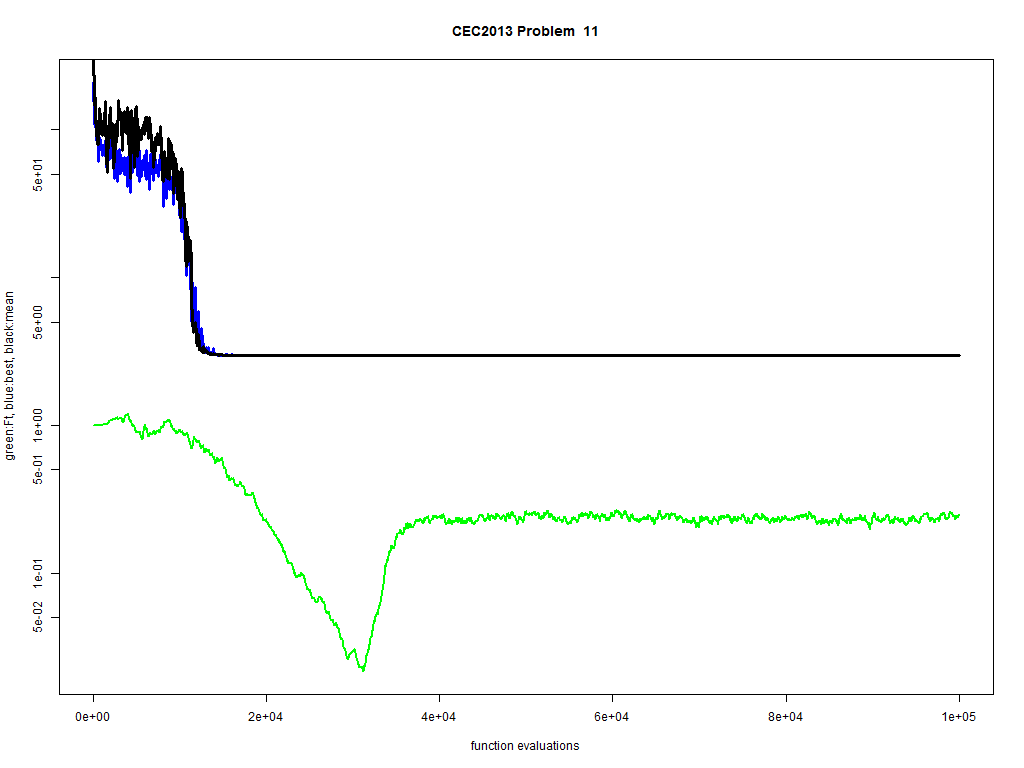 CEC2013 Problem  11
green:Ft, blue:best, black:mean
5e+01
5e+00
1e+00
5e-01
1e-01
5e-02
0e+00 2e+04 4e+04 6e+04 8e+04 1e+05
function evaluations